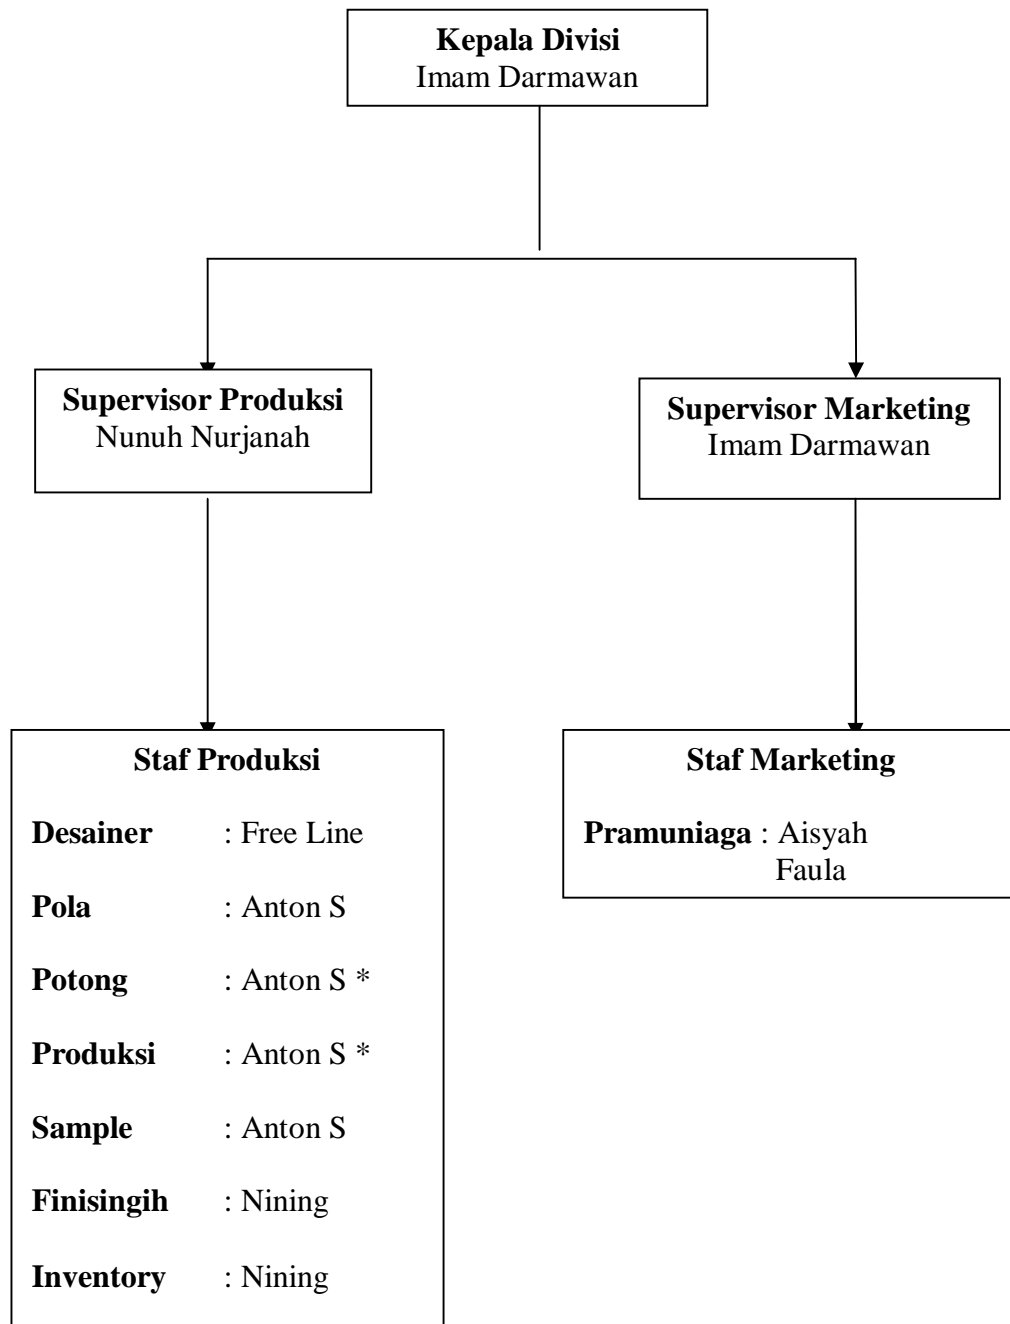 Kepala Divisi
Imam Darmawan
Supervisor Produksi
Nunuh Nurjanah
Supervisor Marketing
Imam Darmawan
Staf Produksi
Desainer : Free Line
Pola : Anton S
Potong : Anton S *
Produksi : Anton S *
Sample : Anton S
Finisingih : Nining
Inventory : Nining
Staf Marketing
Pramuniaga : Aisyah
Faula